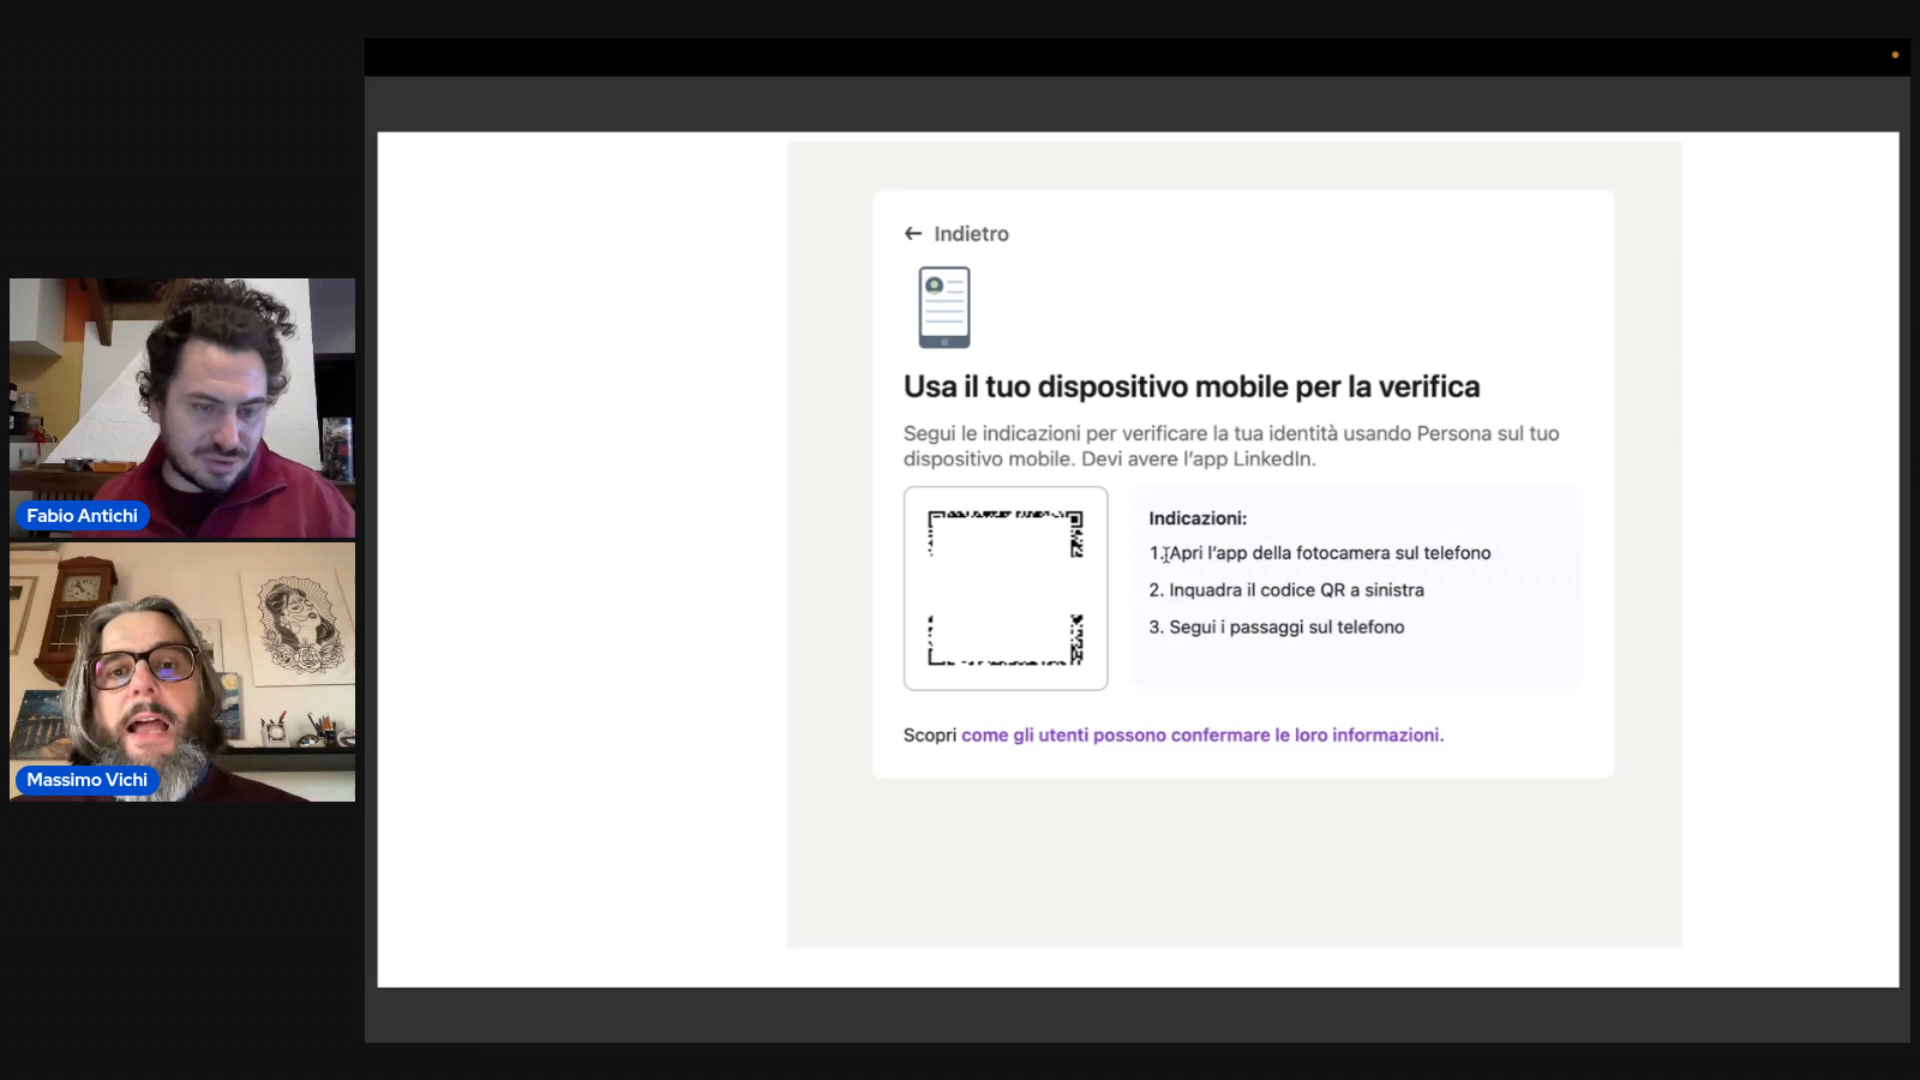 Fabio Antichi
Massimo Vichi
← Indietro
Usa il tuo dispositivo mobile per la verifica
Segui le indicazioni per verificare la tua identità usando Persona sul tuo
dispositivo mobile. Devi avere l’app LinkedIn.
Indicazioni:
1. Apri l’app della fotocamera sul telefono
2. Inquadra il codice QR a sinistra
3. Segui i passaggi sul telefono
Scopri come gli utenti possono confermare le loro informazioni.